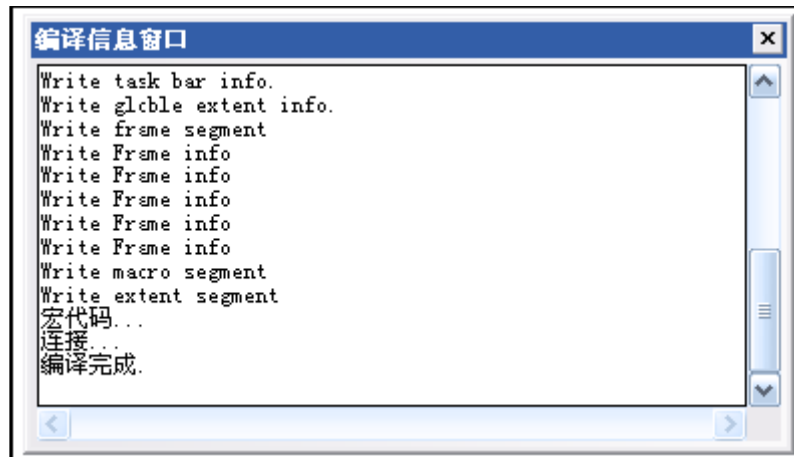 编译信息窗口
Write task bar info.
Write glcble extent info.
Write frsme segment
Write Frsme info
Write Frsme info
Write Frsme info
Write Frsme info
Write Frsme info
Write macro segment
Write extent segment
宏代码...
连接...
编译完成.